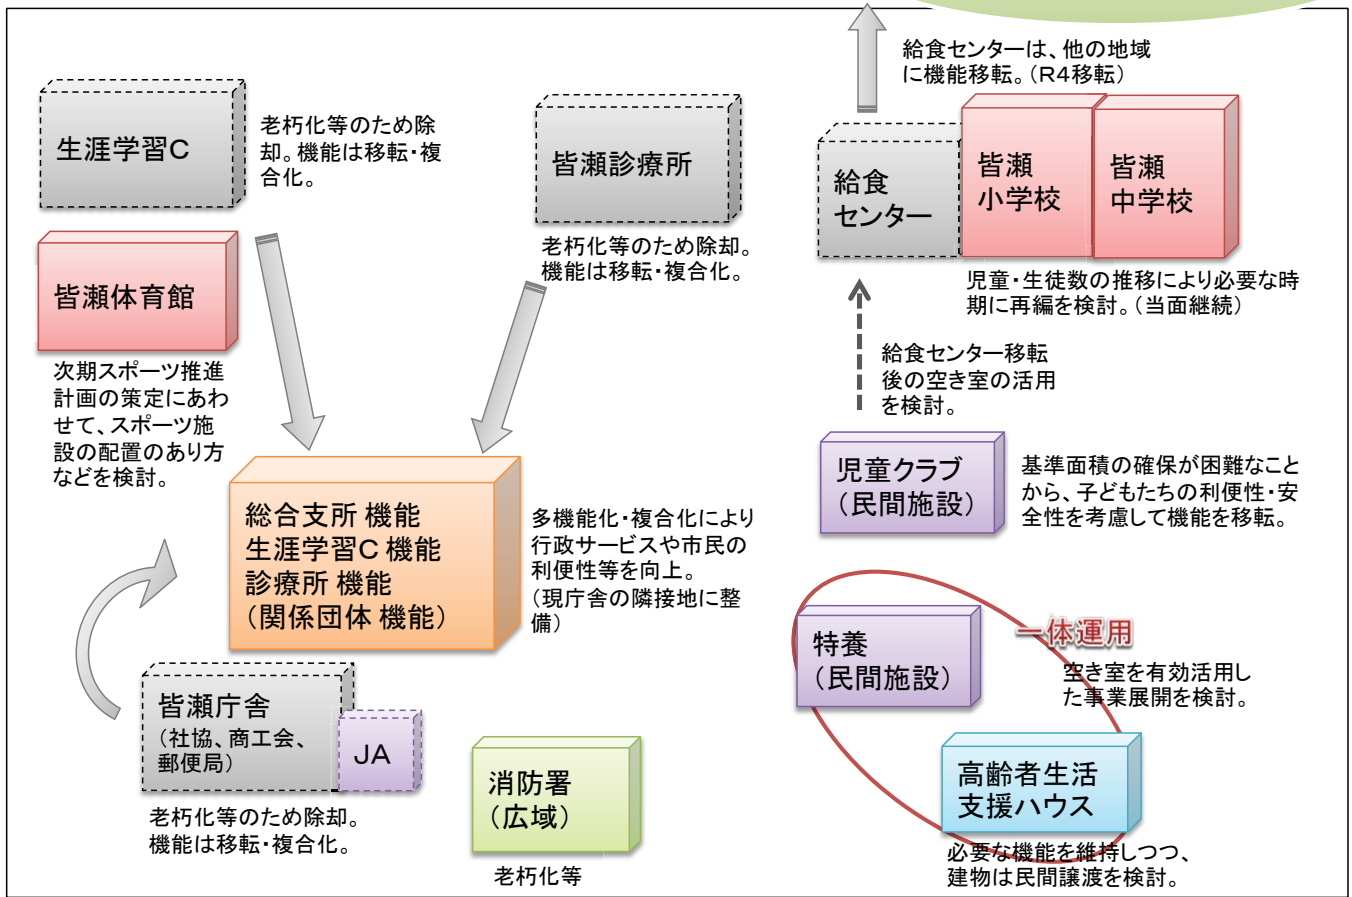 給食センターは、他の地域
に機能移転。（R4移転）
生涯学習C
老朽化等のため除
却。機能は移転・複
合化。
皆瀬診療所
老朽化等のため除却。
機能は移転・複合化。
給食
センター
皆瀬
小学校
皆瀬
中学校
児童・生徒数の推移により必要な時
期に再編を検討。（当面継続）
皆瀬体育館
次期スポーツ推進
計画の策定にあわ
せて、スポーツ施
設の配置のあり方
などを検討。
給食センター移転
後の空き室の活用
を検討。
児童クラブ
（民間施設）
基準面積の確保が困難なこと
から、子どもたちの利便性・安
全性を考慮して機能を移転。
総合支所 機能
生涯学習C 機能
診療所 機能
（関係団体 機能）
多機能化・複合化により
行政サービスや市民の
利便性等を向上。
（現庁舎の隣接地に整
備）
特養
（民間施設）
一体運用
空き室を有効活用し
た事業展開を検討。
皆瀬庁舎
（社協、商工会、
郵便局）
JA
老朽化等のため除却。
機能は移転・複合化。
消防署
（広域）
老朽化等
高齢者生活
支援ハウス
必要な機能を維持しつつ、
建物は民間譲渡を検討。